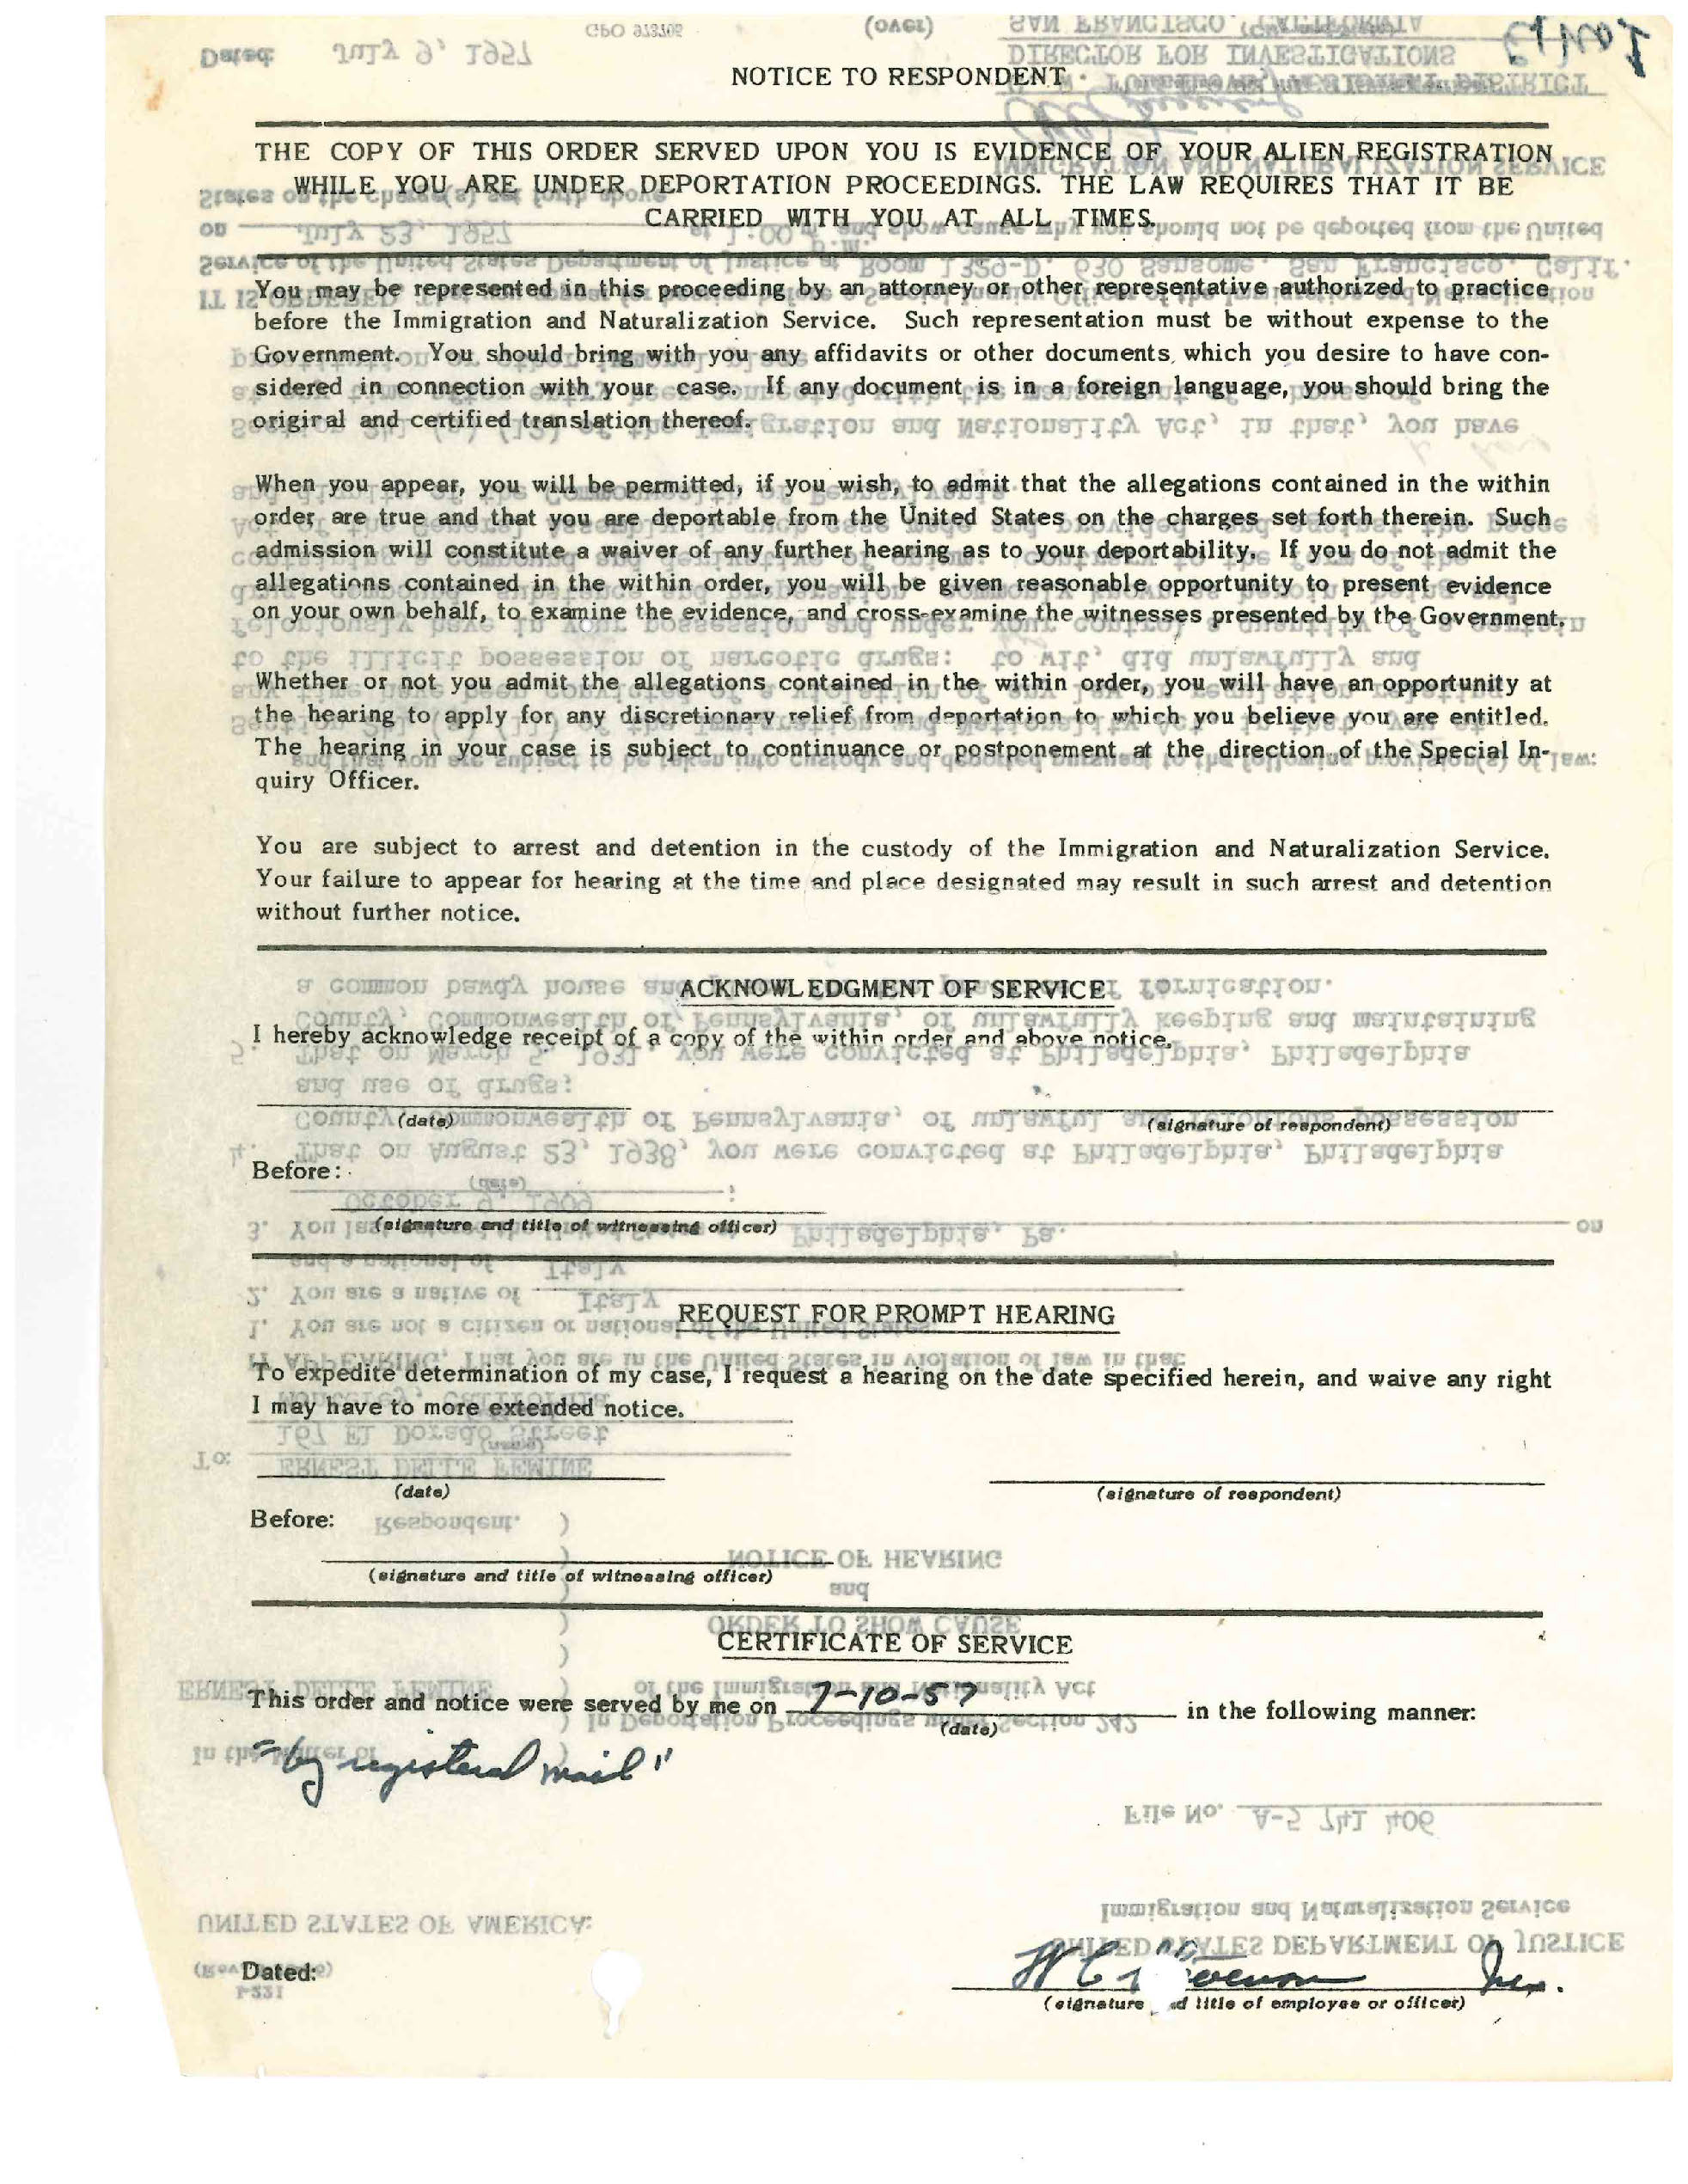 NOTICE TO RESPONDENT
THE COPY OF THIS ORDER SERVED UPON YOU IS EVIDENCE OF YOUR ALIEN REGISTRATION
WHILE YOU ARE UNDER DEPORTATION PROCEEDINGS. THE LAW REQUIRES THAT IT BE
CARRIED WITH YOU AT ALL TIMES.
You may be represented in this proceeding by an attorney or other representative authorized to practice
before the Immigration and Naturalization Service. Such representation must be without expense to the
Government. You should bring with you any affidavits or other documents which you desire to have con-
sidered in connection with your case. If any document is in a foreign language, you should bring the
origiral and certified translation thereof.
When you appear, you will be permitted, if you wish, to admit that the allegations contained in the within
order are true and that you are deportable from the United States on the charges set forth therein. Such
admission will constitute a waiver of any further hearing as to your deportability. If you do not admit the
allegations contained in the within order, you will be given reasonable opportunity to present evidence
on your own behalf, to examine the evidence, and cross-examine the witnesses presented by the Government.
Whether or not you admit the allegations contained in the within order, you will have an opportunity at
the hearing to apply for any discretionary relief from deportation to which you believe you are entitled.
The hearing in your case is subject to continuance or postponement at the direction of the Special In-
quiry Officer.
You are subject to arrest and detention in the custody of the Immigration and Naturalization Service.
Your failure to appear for hearing at the time and place designated may result in such arrest and detention
without further notice.
ACKNOWLEDGMENT OF SERVICE
I hereby acknowledge receipt of a copy of the within order and above notice.
(date) (signature of respondent)
Before:
(signature and title of witnessing officer)
REQUEST FOR PROMPT HEARING
To expedite determination of my case, I request a hearing on the date specified herein, and waive any right
I may have to more extended notice.
(date) (signature of respondent)
Before:
(signature and title of witnessing officer)
CERTIFICATE OF SERVICE
This order and notice were served by me on 7-10-57 in the following manner:
(date)
"by registered mail"
Dated:
(signature and title of employee or officer)